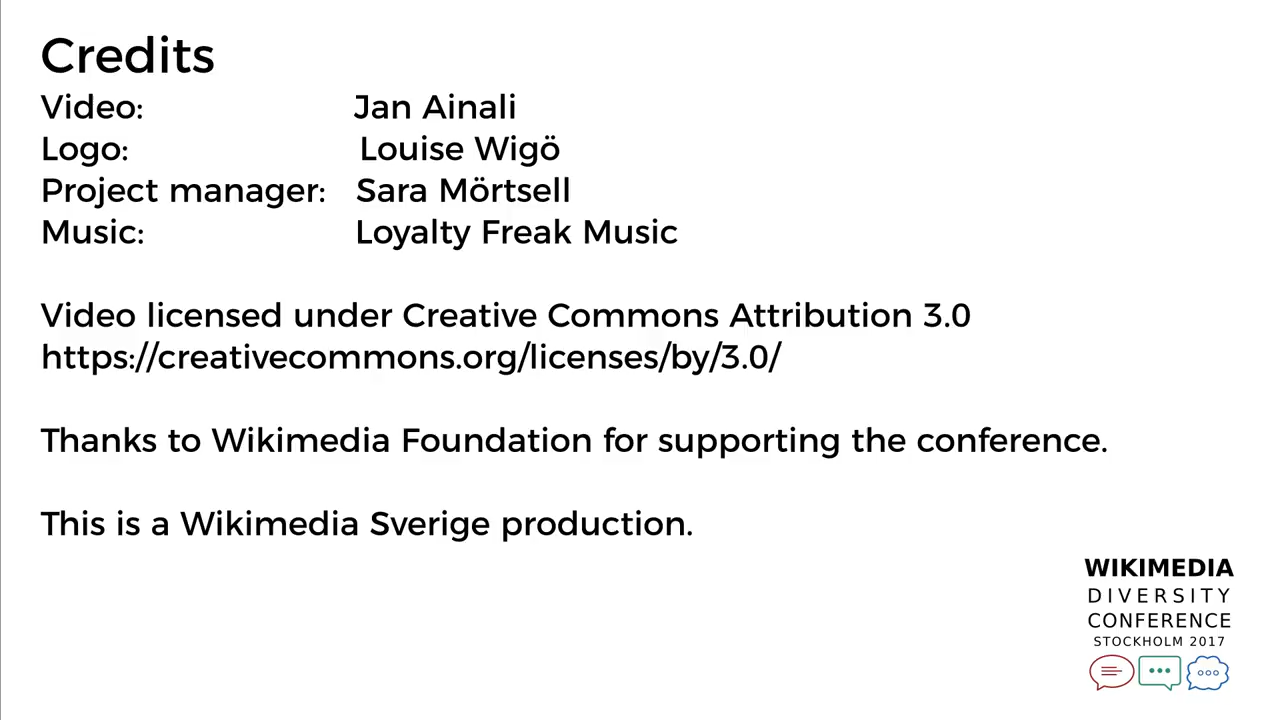 Credits
Video: Jan Ainali
Logo: Louise Wigö
Project manager: Sara Mörtsell
Music: Loyalty Freak Music
Video licensed under Creative Commons Attribution 3.0
https://creativecommons.org/licenses/by/3.0/
Thanks to Wikimedia Foundation for supporting the conference.
This is a Wikimedia Sverige production.
WIKIMEDIA
DIVERSITY
CONFERENCE
STOCKHOLM 2017